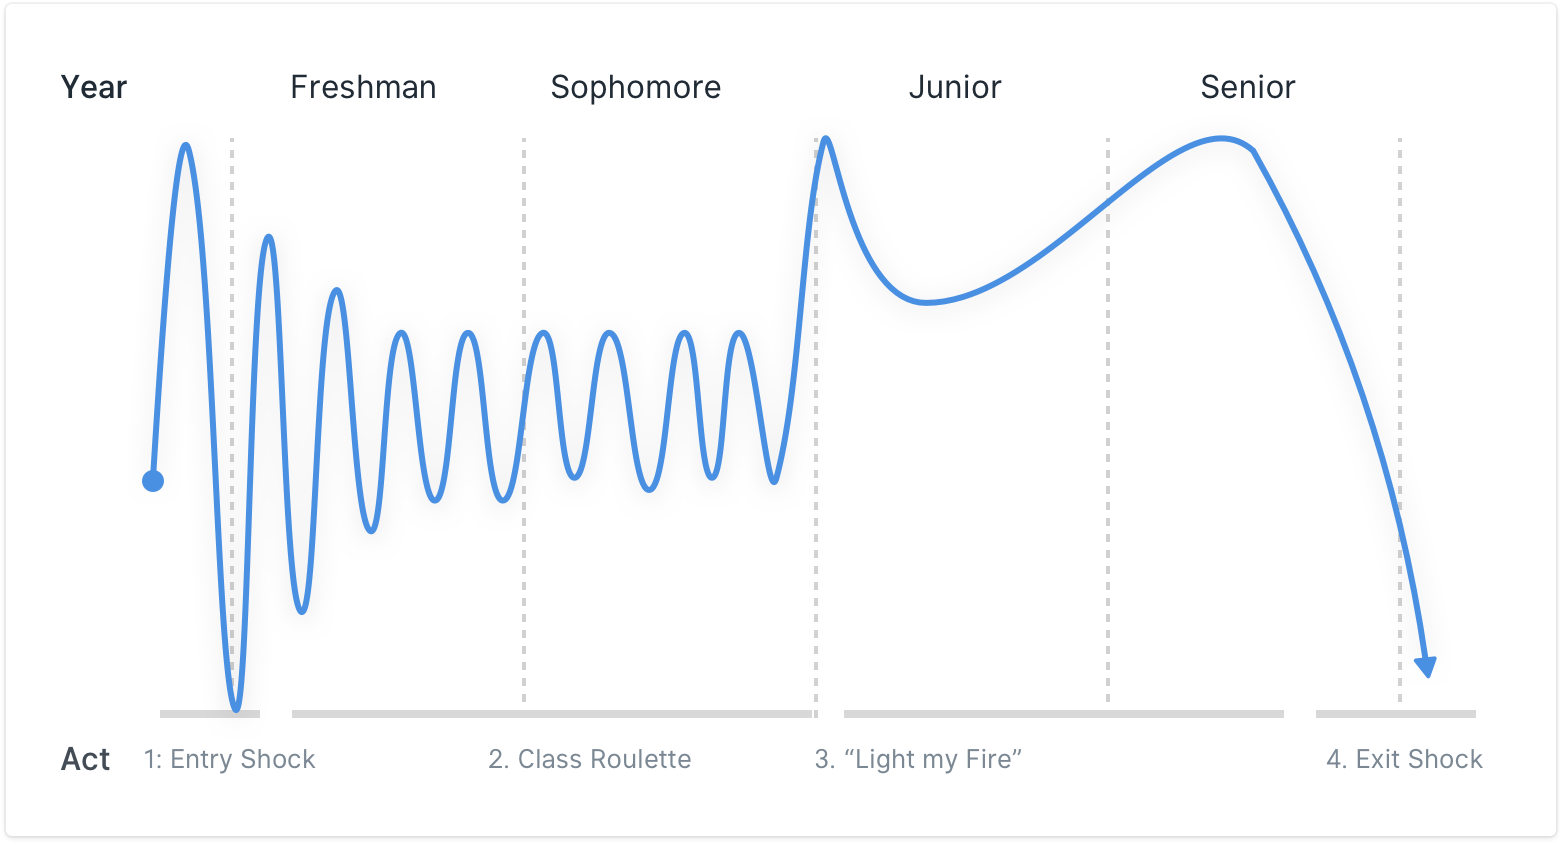 Year Freshman Sophomore Junior Senior
Act 1: Entry Shock 2. Class Roulette 3. “Light my Fire” 4. Exit Shock